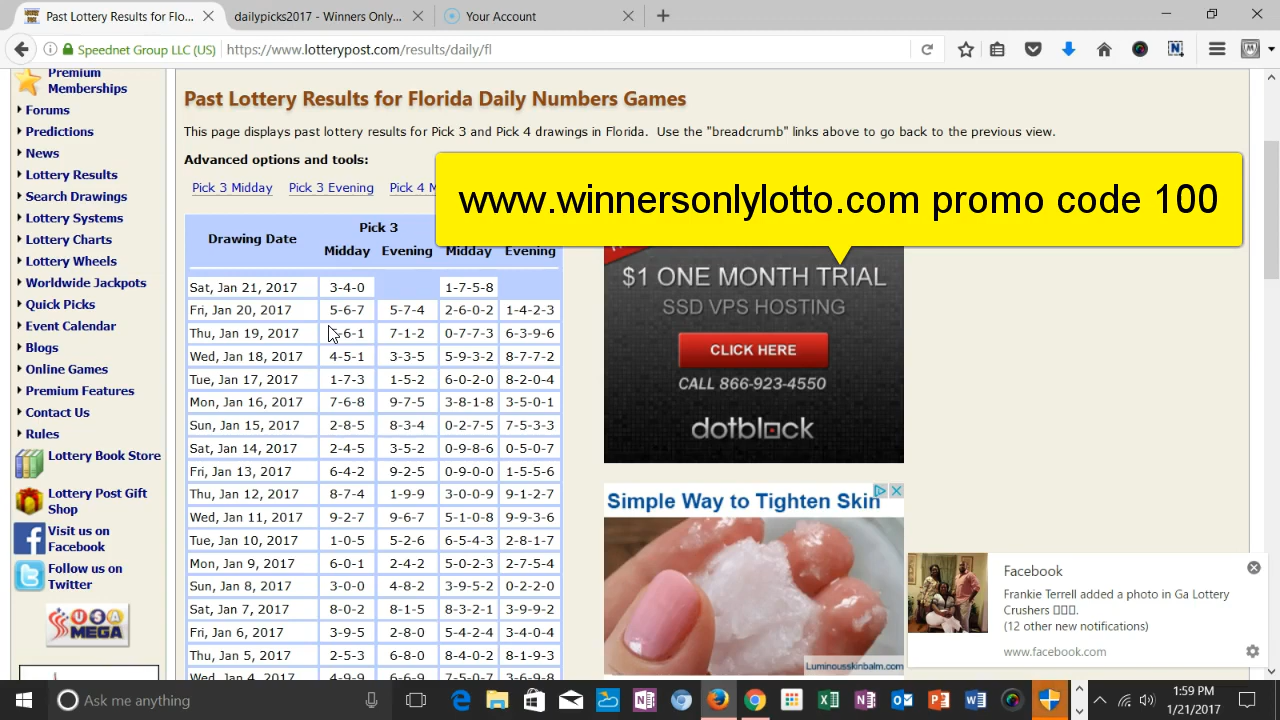 Past Lottery Results for Flo...
dailypicks2017 - Winners Only...
Your Account
Speednet Group LLC (US)
https://www.lotterypost.com/results/daily/fl
Premium
Memberships
Forums
Predictions
News
Lottery Results
Search Drawings
Lottery Systems
Lottery Charts
Lottery Wheels
Worldwide Jackpots
Quick Picks
Event Calendar
Blogs
Online Games
Premium Features
Contact Us
Rules
Lottery Book Store
Lottery Post Gift
Shop
Visit us on
Facebook
Follow us on
Twitter
USA
MEGA
Past Lottery Results for Florida Daily Numbers Games
This page displays past lottery results for Pick 3 and Pick 4 drawings in Florida. Use the "breadcrumb" links above to go back to the previous view.
Advanced options and tools:
Pick 3 Midday Pick 3 Evening Pick 4 M
www.winnersonlylotto.com promo code 100
Drawing Date Pick 3
Midday Evening Midday Evening
Sat, Jan 21, 2017 3-4-0 1-7-5-8
Fri, Jan 20, 2017 5-6-7 5-7-4 2-6-0-2 1-4-2-3
Thu, Jan 19, 2017 -6-1 7-1-2 0-7-7-3 6-3-9-6
Wed, Jan 18, 2017 4-5-1 3-3-5 5-9-3-2 8-7-7-2
Tue, Jan 17, 2017 1-7-3 1-5-2 6-0-2-0 8-2-0-4
Mon, Jan 16, 2017 7-6-8 9-7-5 3-8-1-8 3-5-0-1
Sun, Jan 15, 2017 2-8-5 8-3-4 0-2-7-5 7-5-3-3
Sat, Jan 14, 2017 2-4-5 3-5-2 0-9-8-6 0-5-0-7
Fri, Jan 13, 2017 6-4-2 9-2-5 0-9-0-0 1-5-5-6
Thu, Jan 12, 2017 8-7-4 1-9-9 3-0-0-9 9-1-2-7
Wed, Jan 11, 2017 9-2-7 9-6-7 5-1-0-8 9-9-3-6
Tue, Jan 10, 2017 1-0-5 5-2-6 6-5-4-3 2-8-1-7
Mon, Jan 9, 2017 6-0-1 2-4-2 5-0-2-3 2-7-5-4
Sun, Jan 8, 2017 3-0-0 4-8-2 3-9-5-2 0-2-2-0
Sat, Jan 7, 2017 8-0-2 8-1-5 8-3-2-1 3-9-9-2
Fri, Jan 6, 2017 3-9-5 2-8-0 5-4-2-4 3-4-0-4
Thu, Jan 5, 2017 2-5-3 6-8-0 8-4-0-2 8-1-9-3
Wed, Jan 4, 2017 4-9-9 6-6-9 7-5-0-7
$1 ONE MONTH TRIAL
SSD VPS HOSTING
CLICK HERE
CALL 866-923-4550
dotblock
Simple Way to Tighten Skin
Luminousskinbalm.com
Facebook
Frankie Terrell added a photo in Ga Lottery
Crushers
(12 other new notifications)
www.facebook.com
Ask me anything
1:59 PM
1/21/2017